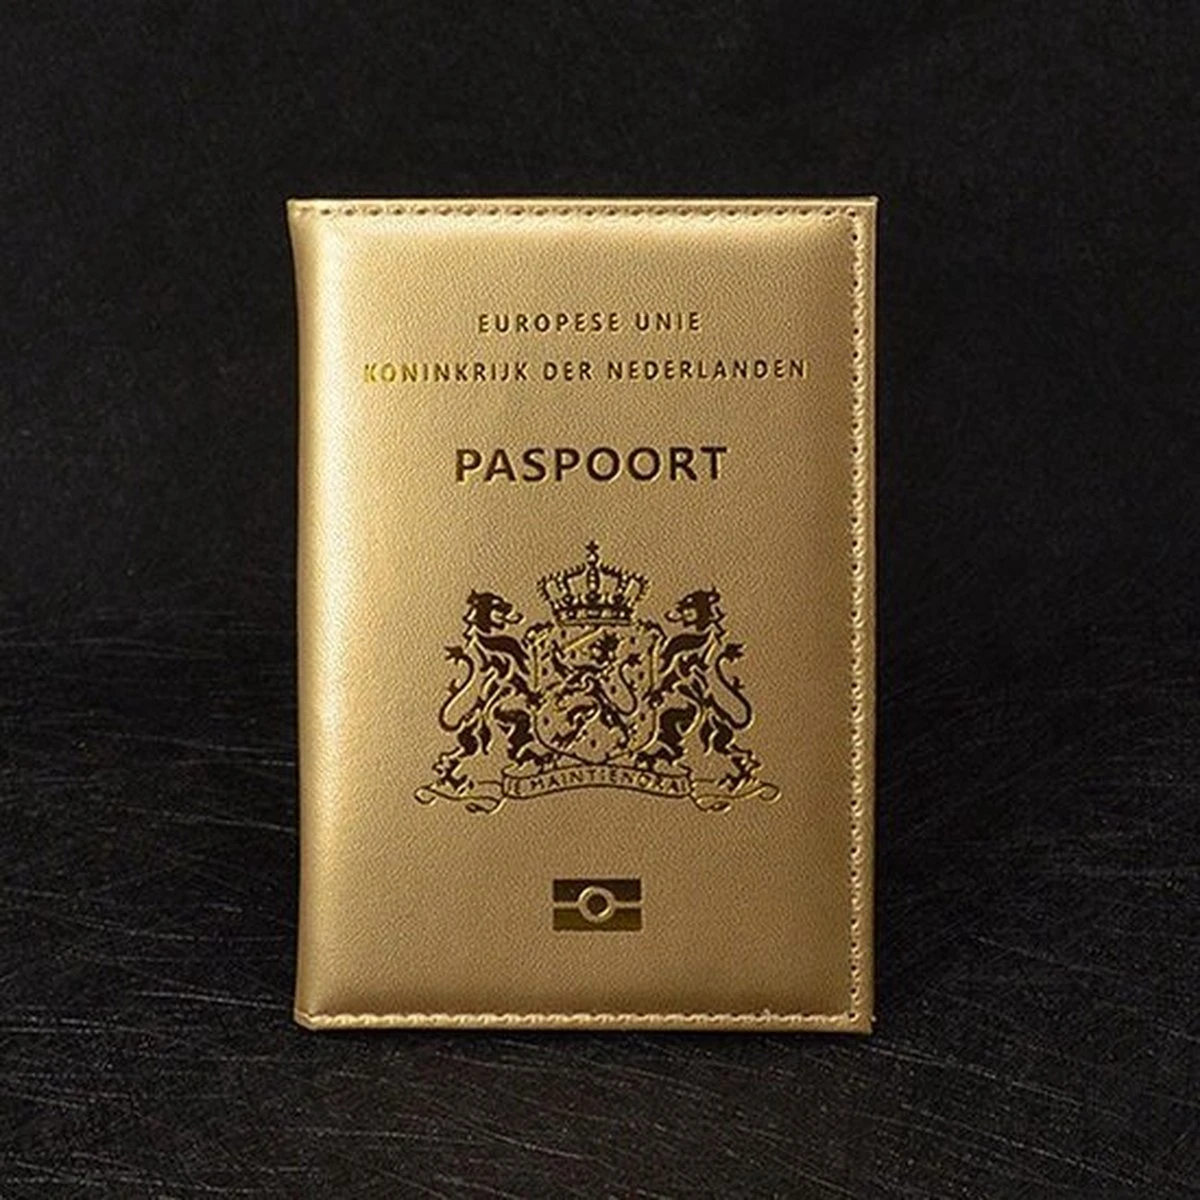 EUROPESE UNIE
KONINKRIJK DER NEDERLANDEN
PASPOORT
JE MAINTIENDRAI